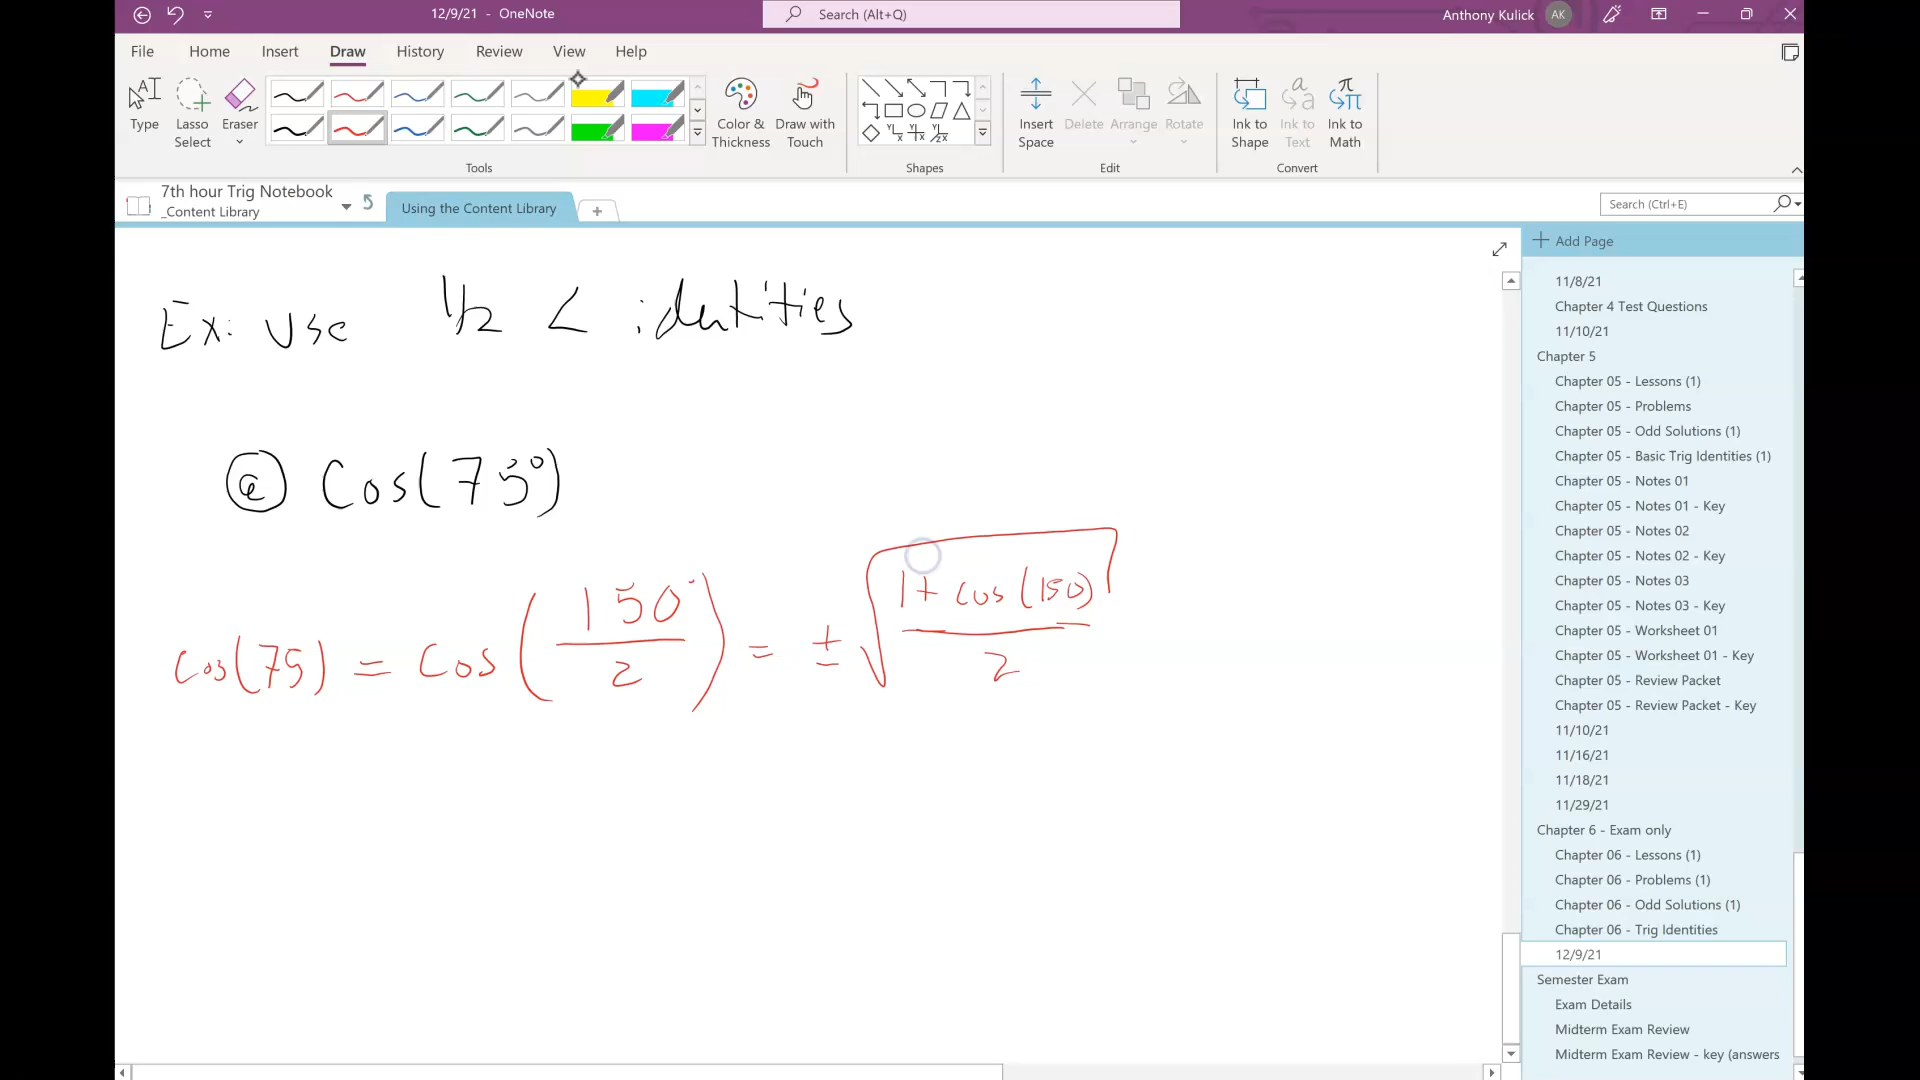 12/9/21 - OneNote
Search (Alt+Q)
Anthony Kulick AK
File Home Insert Draw History Review View Help
Type
Lasso Select
Eraser
Color & Thickness
Draw with Touch
Insert Space
Delete
Arrange
Rotate
Ink to Shape
Ink to Text
Ink to Math
Tools Shapes Edit Convert
7th hour Trig Notebook
_Content Library
Using the Content Library
Search (Ctrl+E)
Ex: Use 1/2 < identities
ⓐ Cos(75°)
cos(75) = cos(150°/2) = ±√((1+cos(150))/2)
Add Page
11/8/21
Chapter 4 Test Questions
11/10/21
Chapter 5
Chapter 05 - Lessons (1)
Chapter 05 - Problems
Chapter 05 - Odd Solutions (1)
Chapter 05 - Basic Trig Identities (1)
Chapter 05 - Notes 01
Chapter 05 - Notes 01 - Key
Chapter 05 - Notes 02
Chapter 05 - Notes 02 - Key
Chapter 05 - Notes 03
Chapter 05 - Notes 03 - Key
Chapter 05 - Worksheet 01
Chapter 05 - Worksheet 01 - Key
Chapter 05 - Review Packet
Chapter 05 - Review Packet - Key
11/10/21
11/16/21
11/18/21
11/29/21
Chapter 6 - Exam only
Chapter 06 - Lessons (1)
Chapter 06 - Problems (1)
Chapter 06 - Odd Solutions (1)
Chapter 06 - Trig Identities
12/9/21
Semester Exam
Exam Details
Midterm Exam Review
Midterm Exam Review - key (answers